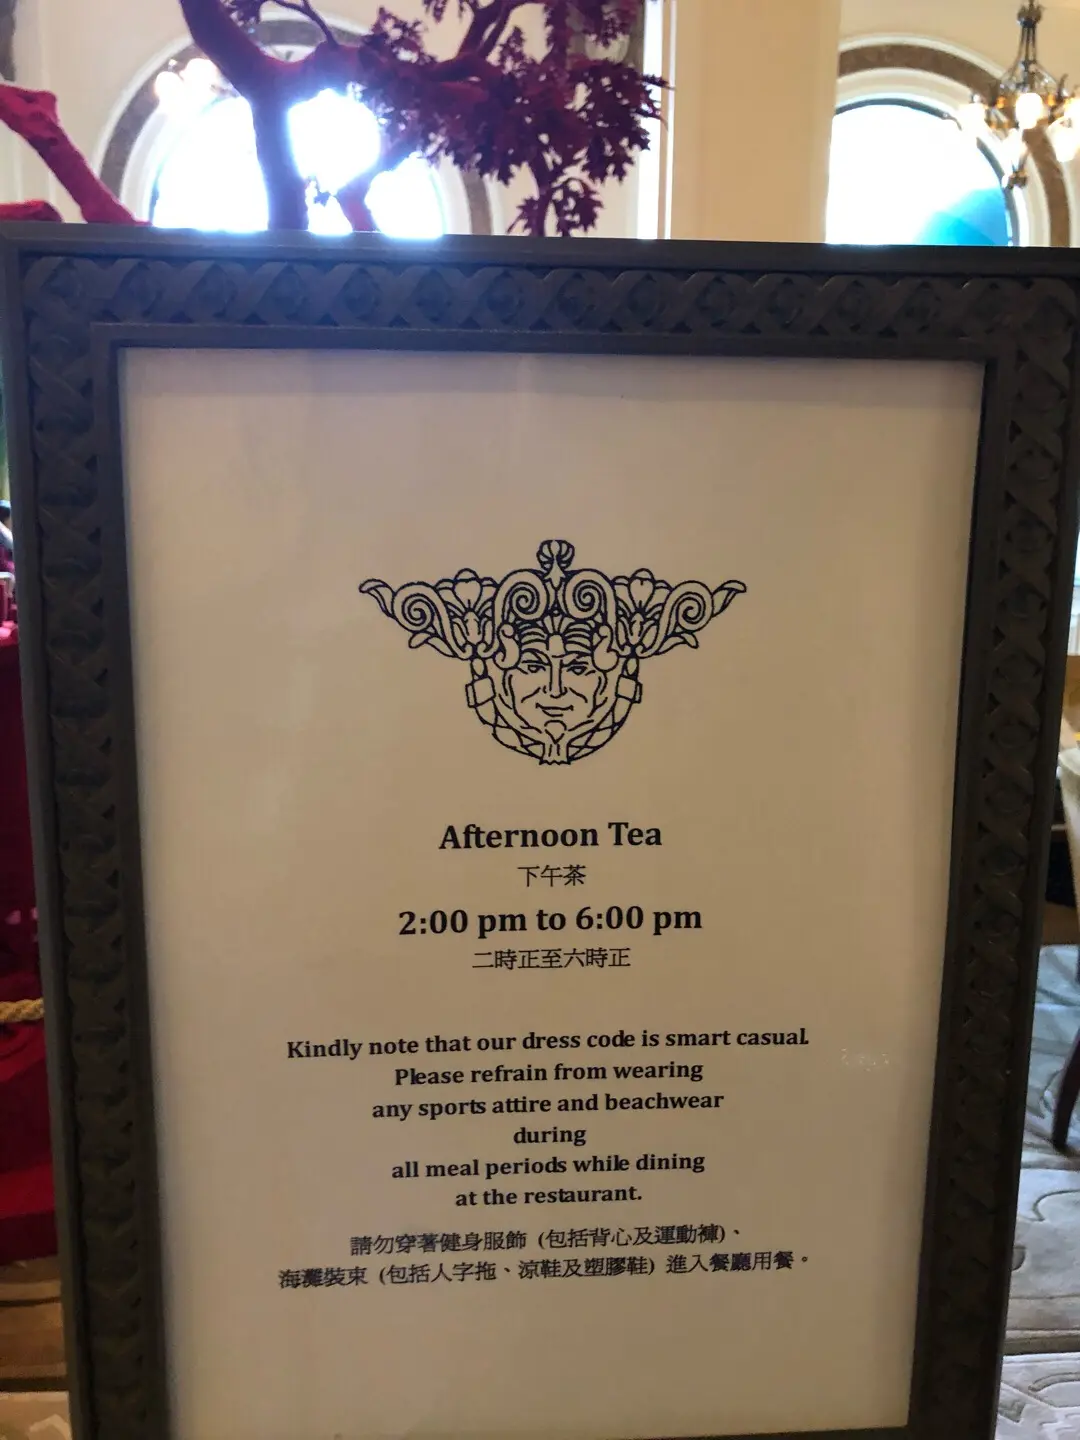 Afternoon Tea
下午茶
2:00 pm to 6:00 pm
二時正至六時正
Kindly note that our dress code is smart casual.
Please refrain from wearing
any sports attire and beachwear
during
all meal periods while dining
at the restaurant.
請勿穿著健身服飾 (包括背心及運動褲)、
海灘裝束 (包括人字拖、涼鞋及塑膠鞋) 進入餐廳用餐。